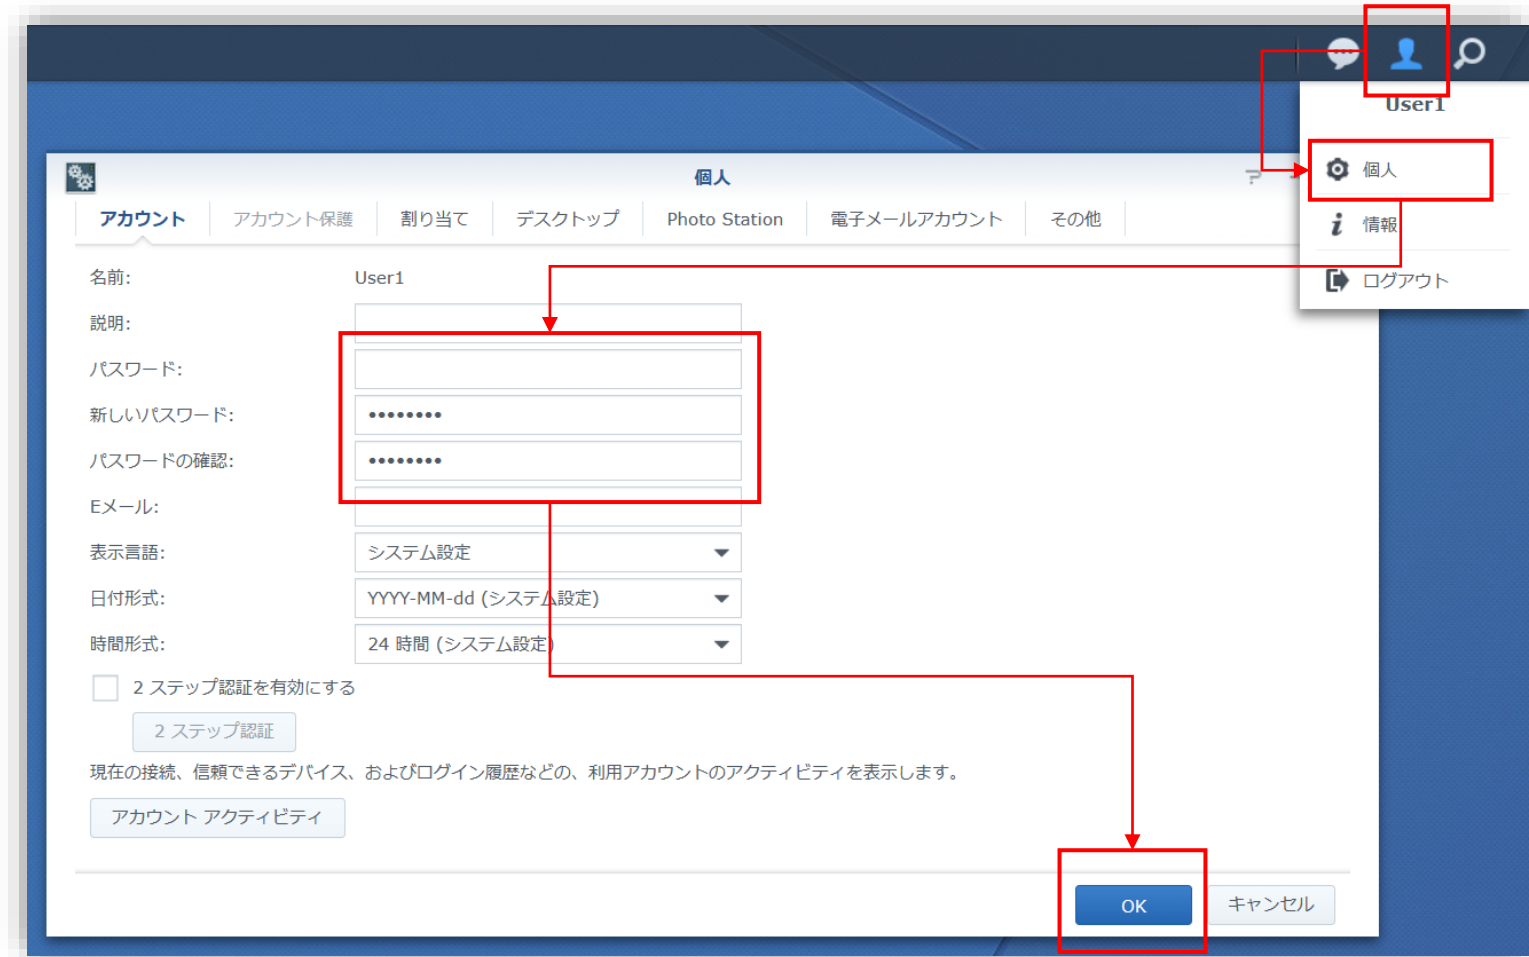 User1
個人
情報
ログアウト
個人
アカウント アカウント保護 割り当て デスクトップ Photo Station 電子メールアカウント その他
名前: User1
説明:
パスワード:
新しいパスワード: ••••••••
パスワードの確認: ••••••••
Eメール:
表示言語: システム設定
日付形式: YYYY-MM-dd (システム設定)
時間形式: 24 時間 (システム設定)
2 ステップ認証を有効にする
2 ステップ認証
現在の接続、信頼できるデバイス、およびログイン履歴などの、利用アカウントのアクティビティを表示します。
アカウント アクティビティ
OK キャンセル